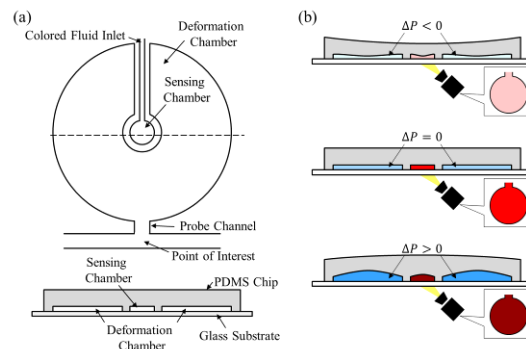 (a)
Colored Fluid Inlet
Deformation
Chamber
Sensing
Chamber
Probe Channel
Point of Interest
Sensing
Chamber
PDMS Chip
Deformation
Chamber
Glass Substrate
(b)
ΔP < 0
ΔP = 0
ΔP > 0